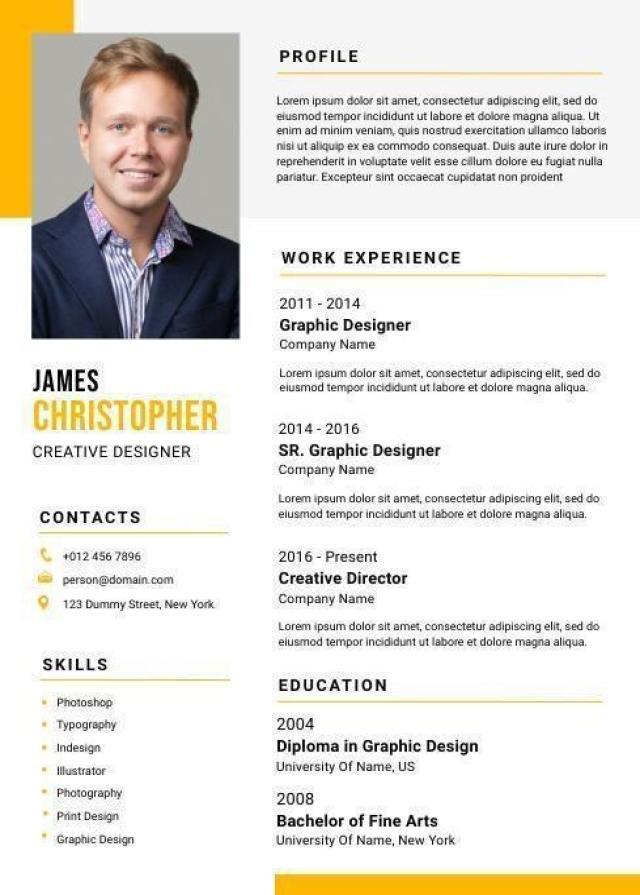 PROFILE
Lorem ipsum dolor sit amet, consectetur adipiscing elit, sed do
eiusmod tempor incididunt ut labore et dolore magna aliqua. Ut
enim ad minim veniam, quis nostrud exercitation ullamco laboris
nisi ut aliquip ex ea commodo consequat. Duis aute irure dolor in
reprehenderit in voluptate velit esse cillum dolore eu fugiat nulla
pariatur. Excepteur sint occaecat cupidatat non proident
JAMES
CHRISTOPHER
CREATIVE DESIGNER
CONTACTS
+012 456 7896
person@domain.com
123 Dummy Street, New York
SKILLS
Photoshop
Typography
Indesign
Illustrator
Photography
Print Design
Graphic Design
WORK EXPERIENCE
2011 - 2014
Graphic Designer
Company Name
Lorem ipsum dolor sit amet, consectetur adipiscing elit, sed do
eiusmod tempor incididunt ut labore et dolore magna aliqua.
2014 - 2016
SR. Graphic Designer
Company Name
Lorem ipsum dolor sit amet, consectetur adipiscing elit, sed do
eiusmod tempor incididunt ut labore et dolore magna aliqua.
2016 - Present
Creative Director
Company Name
Lorem ipsum dolor sit amet, consectetur adipiscing elit, sed do
eiusmod tempor incididunt ut labore et dolore magna aliqua.
EDUCATION
2004
Diploma in Graphic Design
University Of Name, US
2008
Bachelor of Fine Arts
University Of Name, New York